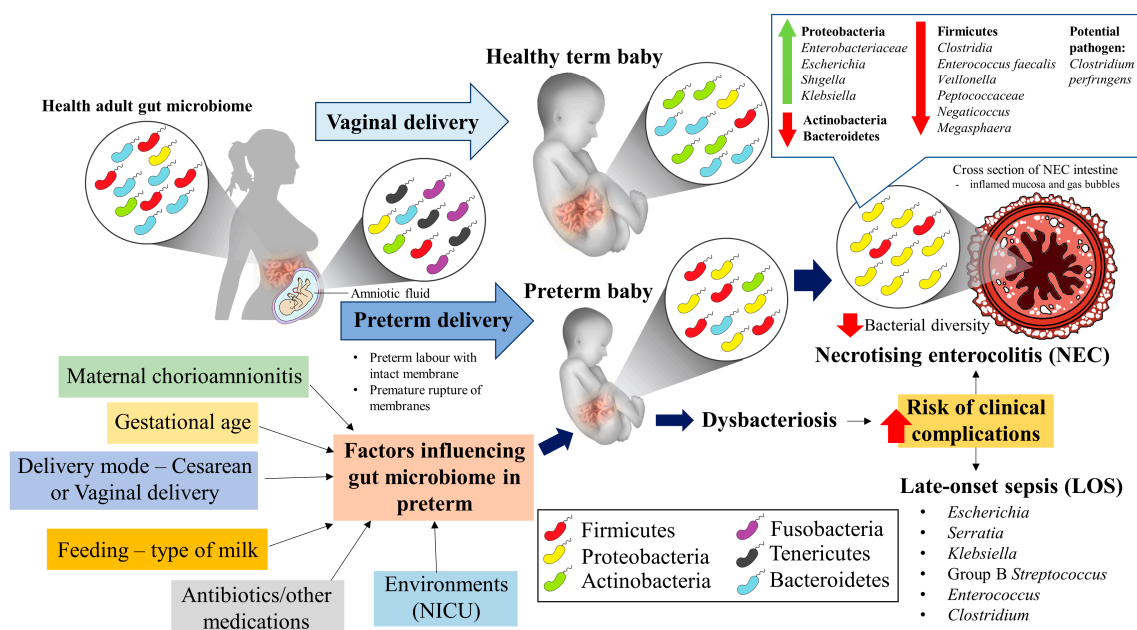 Health adult gut microbiome
Vaginal delivery
Healthy term baby
Proteobacteria
Enterobacteriaceae
Escherichia
Shigella
Klebsiella
Actinobacteria
Bacteroidetes
Firmicutes
Clostridia
Enterococcus faecalis
Veillonella
Peptococcaceae
Negaticoccus
Megasphaera
Potential
pathogen:
Clostridium
perfringens
Cross section of NEC intestine
- inflamed mucosa and gas bubbles
Amniotic fluid
Preterm delivery
• Preterm labour with
intact membrane
• Premature rupture of
membranes
Preterm baby
Bacterial diversity
Necrotising enterocolitis (NEC)
Dysbacteriosis
Risk of clinical
complications
Late-onset sepsis (LOS)
• Escherichia
• Serratia
• Klebsiella
• Group B Streptococcus
• Enterococcus
• Clostridium
Maternal chorioamnionitis
Gestational age
Delivery mode – Cesarean
or Vaginal delivery
Feeding – type of milk
Antibiotics/other
medications
Environments
(NICU)
Factors influencing
gut microbiome in
preterm
Firmicutes
Proteobacteria
Actinobacteria
Fusobacteria
Tenericutes
Bacteroidetes